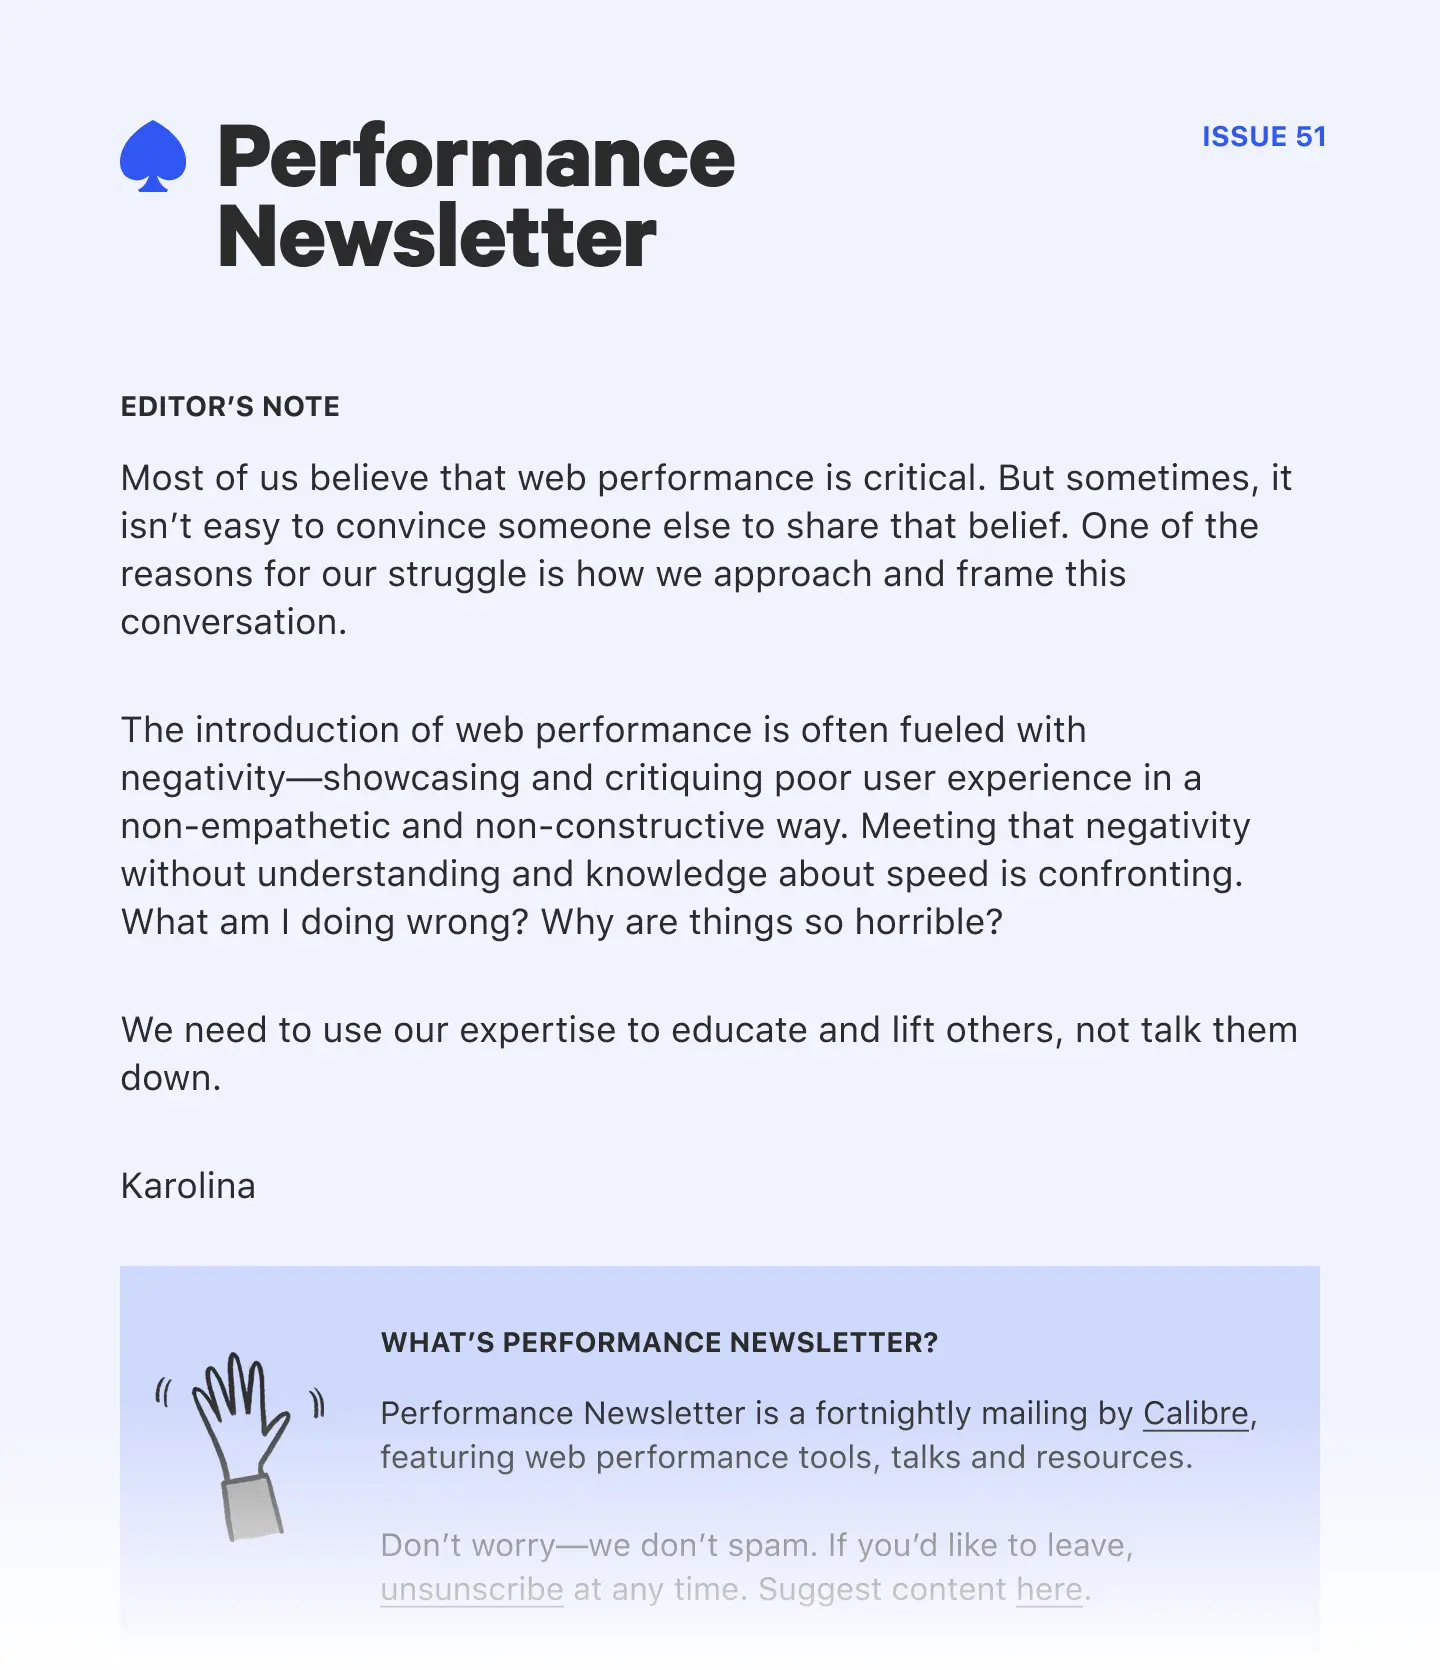 Performance
Newsletter
ISSUE 51
EDITOR’S NOTE
Most of us believe that web performance is critical. But sometimes, it
isn’t easy to convince someone else to share that belief. One of the
reasons for our struggle is how we approach and frame this
conversation.
The introduction of web performance is often fueled with
negativity—showcasing and critiquing poor user experience in a
non-empathetic and non-constructive way. Meeting that negativity
without understanding and knowledge about speed is confronting.
What am I doing wrong? Why are things so horrible?
We need to use our expertise to educate and lift others, not talk them
down.
Karolina
WHAT’S PERFORMANCE NEWSLETTER?
Performance Newsletter is a fortnightly mailing by Calibre,
featuring web performance tools, talks and resources.
Don’t worry—we don’t spam. If you’d like to leave,
unsunscribe at any time. Suggest content here.